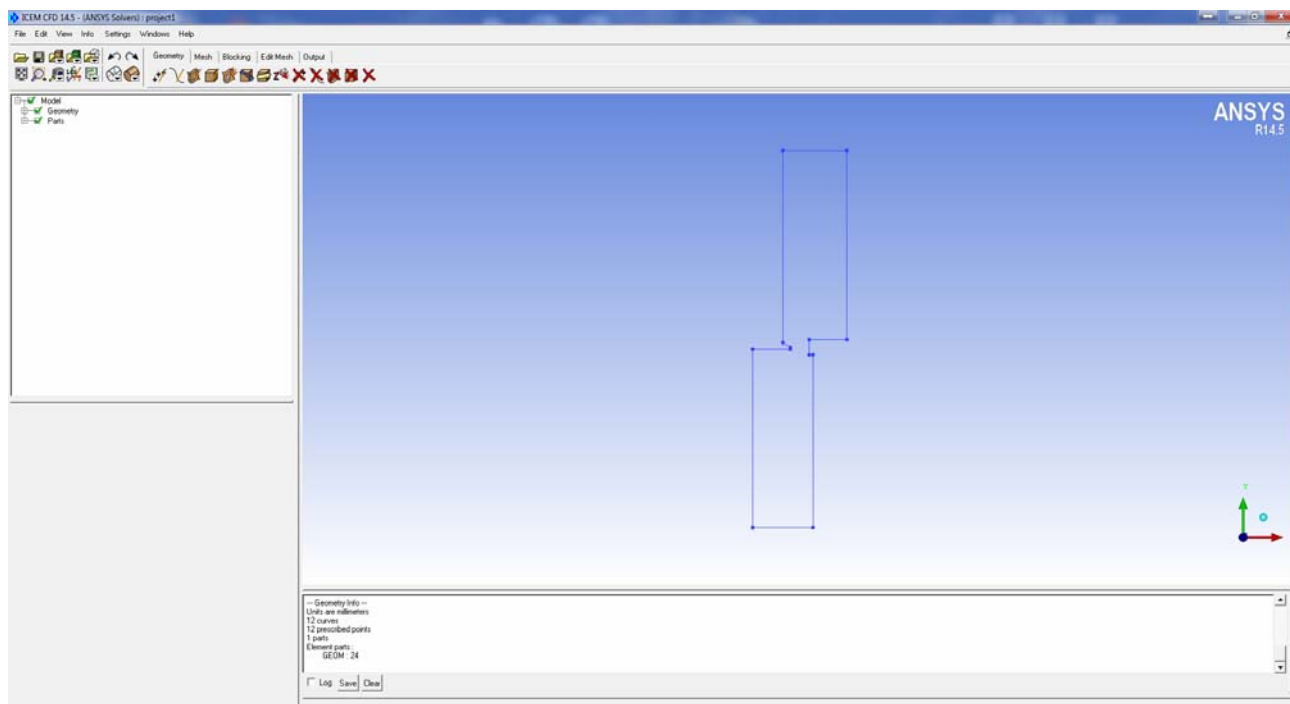 ICEM CFD 14.5 - (ANSYS Solvers) : project1
File Edit View Info Settings Windows Help
Geometry Mesh Blocking Edit Mesh Output
Model
Geometry
Parts
ANSYS
R14.5
Y
-- Geometry Info --
Units are millimeters
12 curves
12 prescribed points
1 parts
Element parts :
GEOM : 24
Log Save Clear